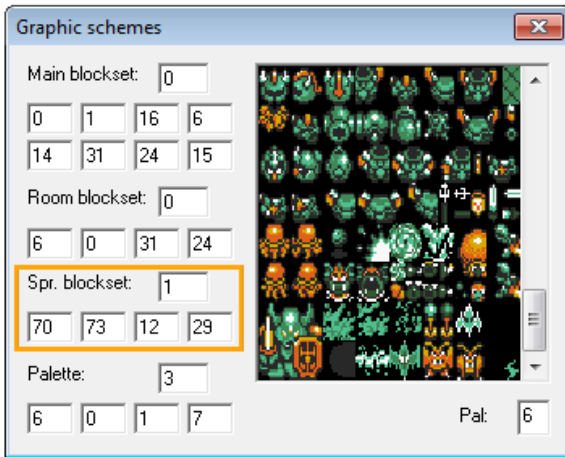 Graphic schemes
Main blockset: 0
0 1 16 6
14 31 24 15
Room blockset: 0
6 0 31 24
Spr. blockset: 1
70 73 12 29
Palette: 3
6 0 1 7
Pal: 6